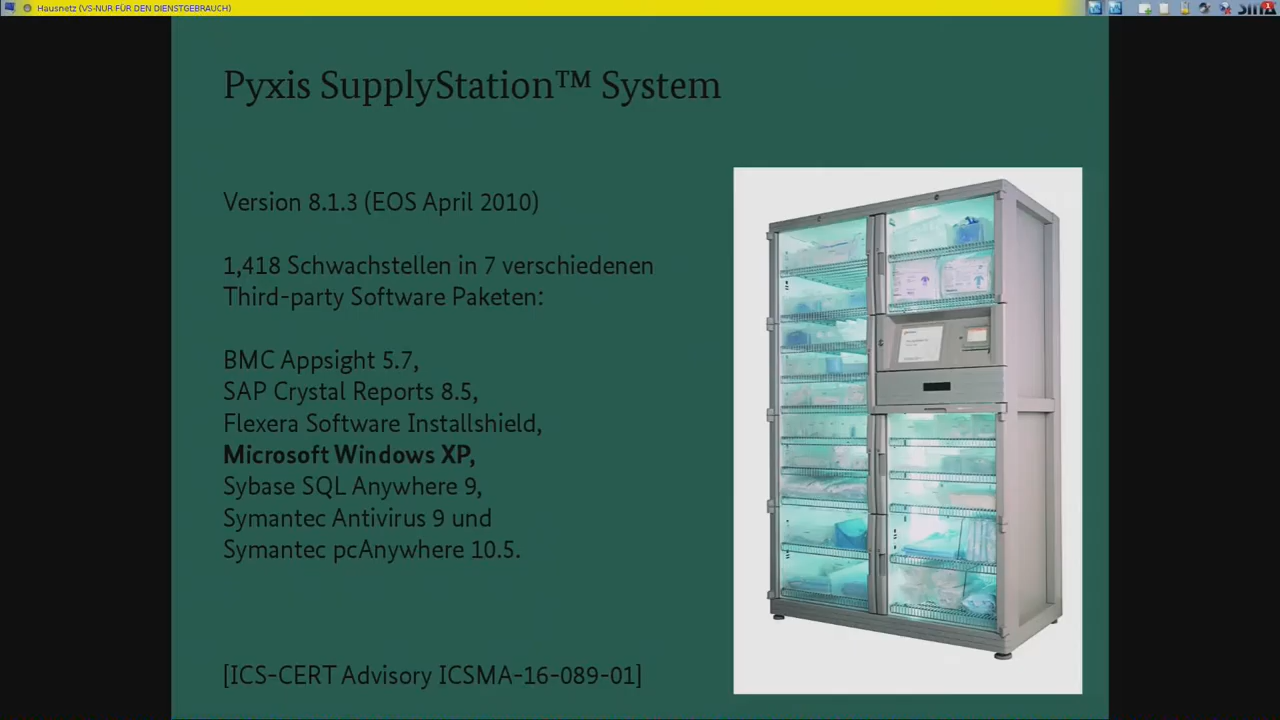 Hausnetz (VS-NUR FÜR DEN DIENSTGEBRAUCH)
Pyxis SupplyStation™ System
Version 8.1.3 (EOS April 2010)
1,418 Schwachstellen in 7 verschiedenen
Third-party Software Paketen:
BMC Appsight 5.7,
SAP Crystal Reports 8.5,
Flexera Software Installshield,
Microsoft Windows XP,
Sybase SQL Anywhere 9,
Symantec Antivirus 9 und
Symantec pcAnywhere 10.5.
[ICS-CERT Advisory ICSMA-16-089-01]